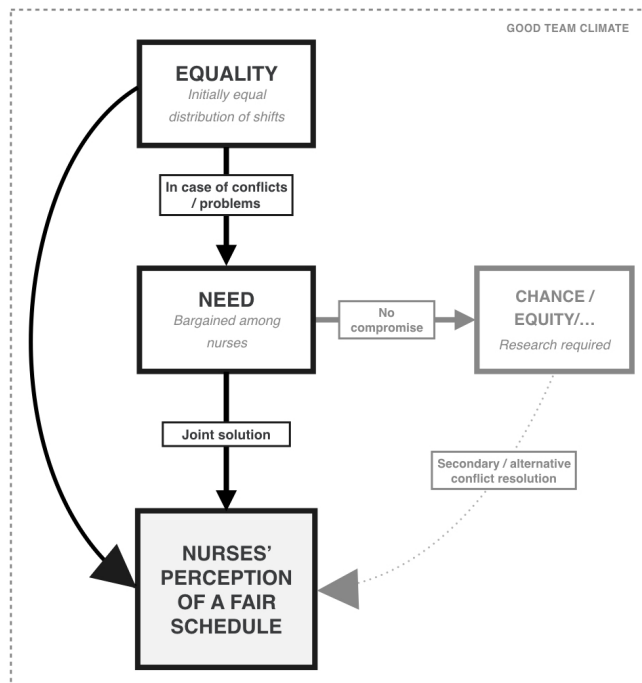 GOOD TEAM CLIMATE
EQUALITY
Initially equal
distribution of shifts
In case of conflicts
/ problems
NEED
Bargained among
nurses
No
compromise
CHANCE /
EQUITY/...
Research required
Joint solution
Secondary / alternative
conflict resolution
NURSES’
PERCEPTION
OF A FAIR
SCHEDULE